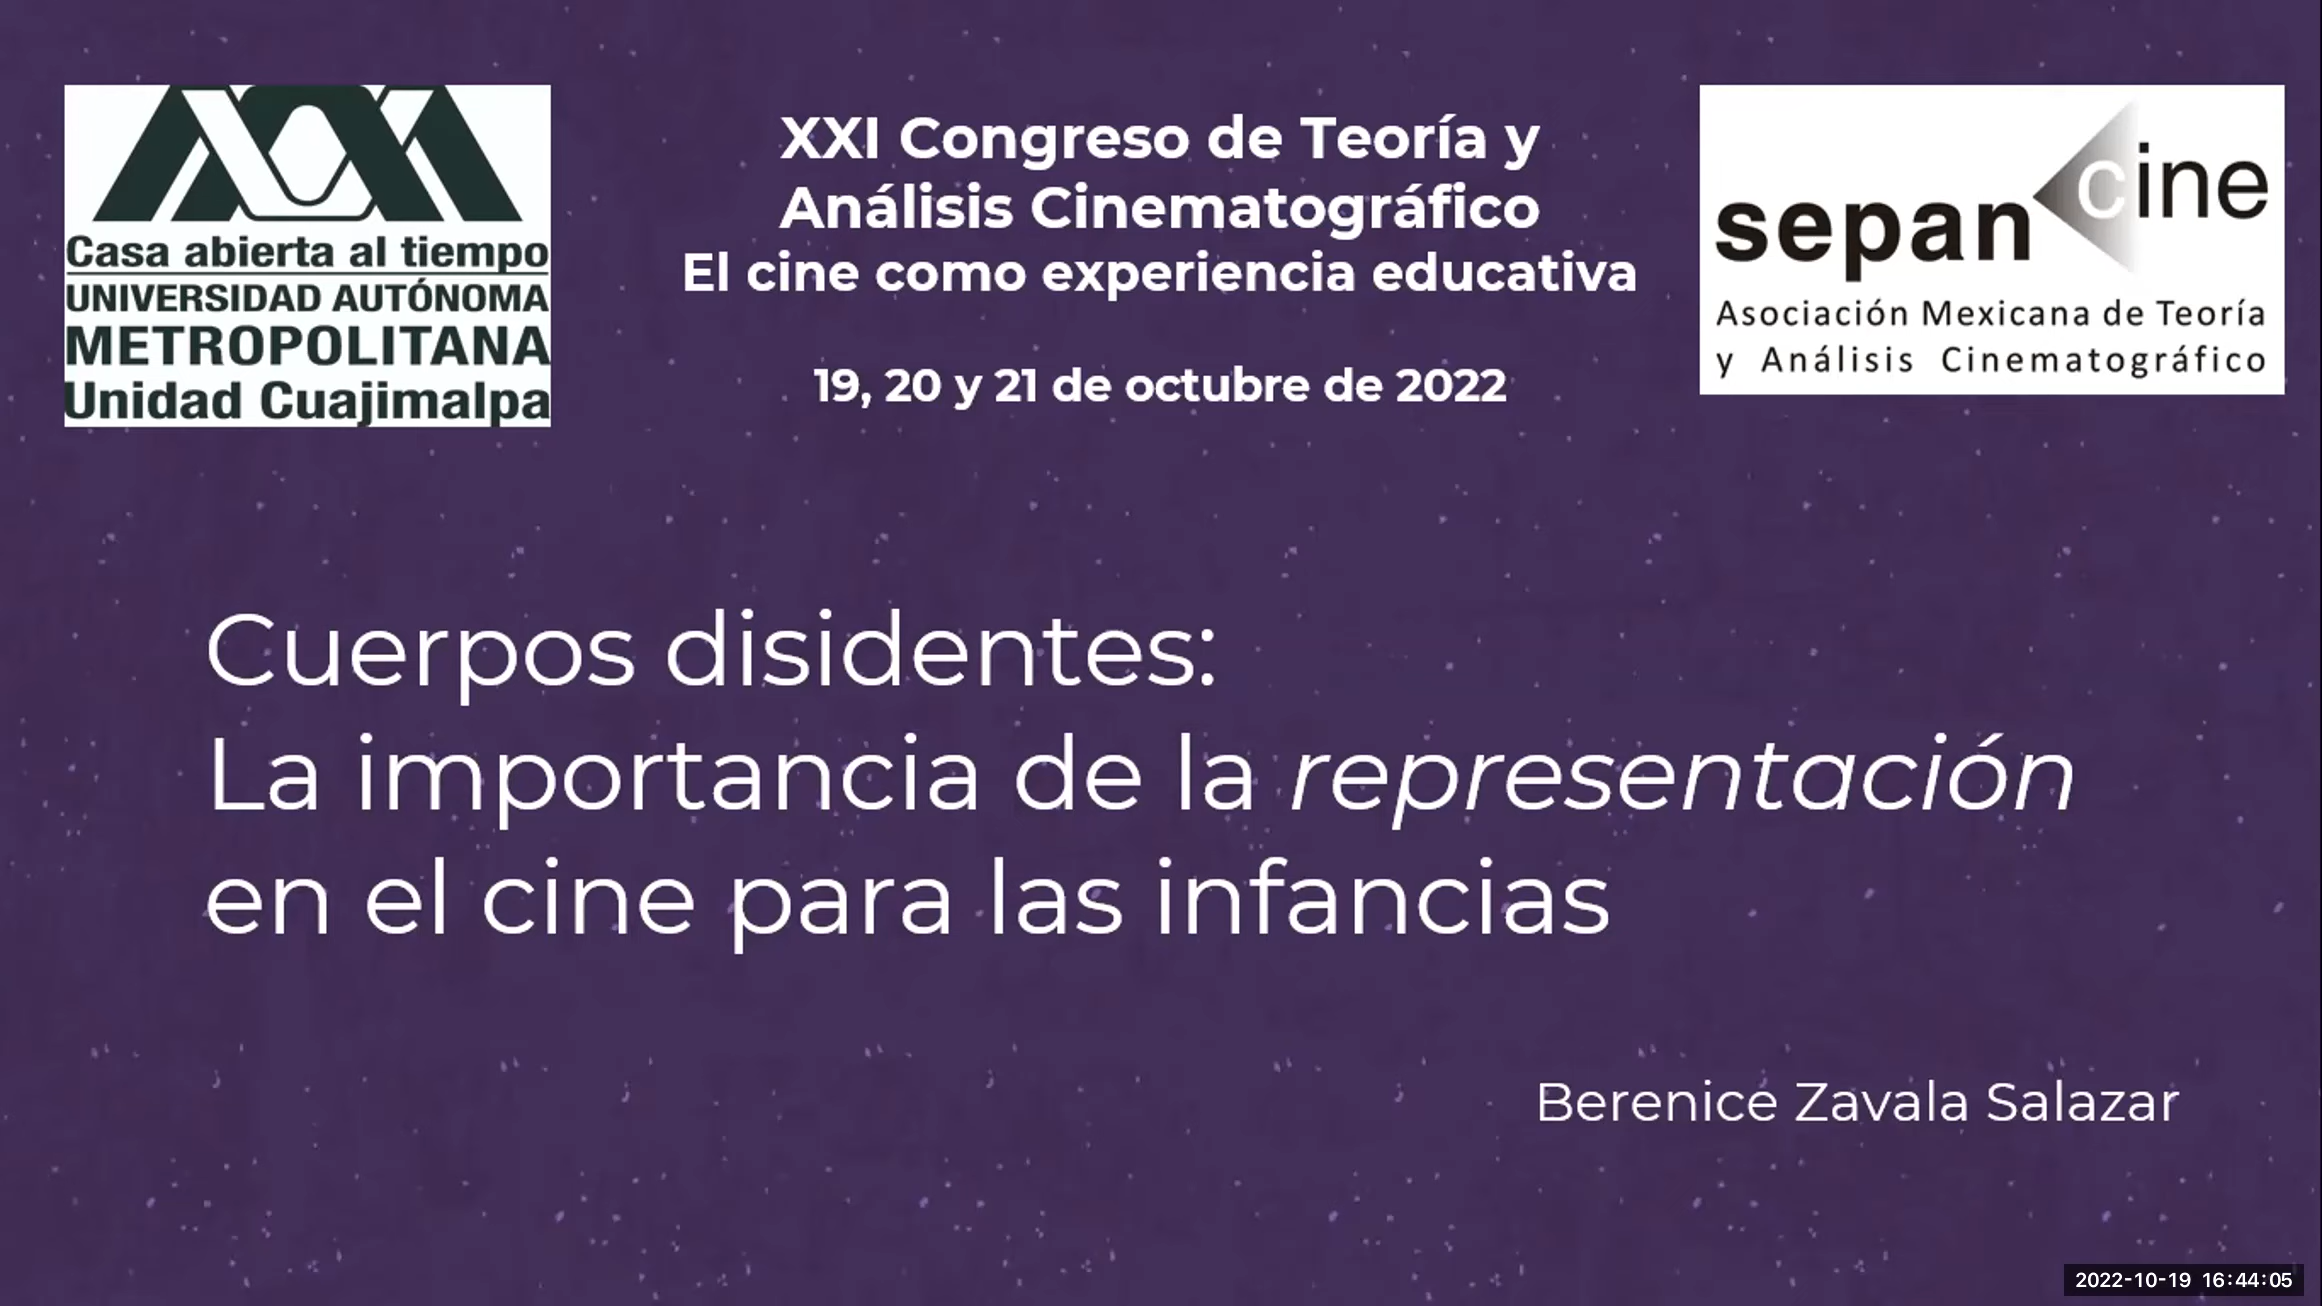 Casa abierta al tiempo
UNIVERSIDAD AUTÓNOMA
METROPOLITANA
Unidad Cuajimalpa
XXI Congreso de Teoría y
Análisis Cinematográfico
El cine como experiencia educativa
19, 20 y 21 de octubre de 2022
sepancine
Asociación Mexicana de Teoría
y Análisis Cinematográfico
Cuerpos disidentes:
La importancia de la representación
en el cine para las infancias
Berenice Zavala Salazar
2022-10-19 16:44:05